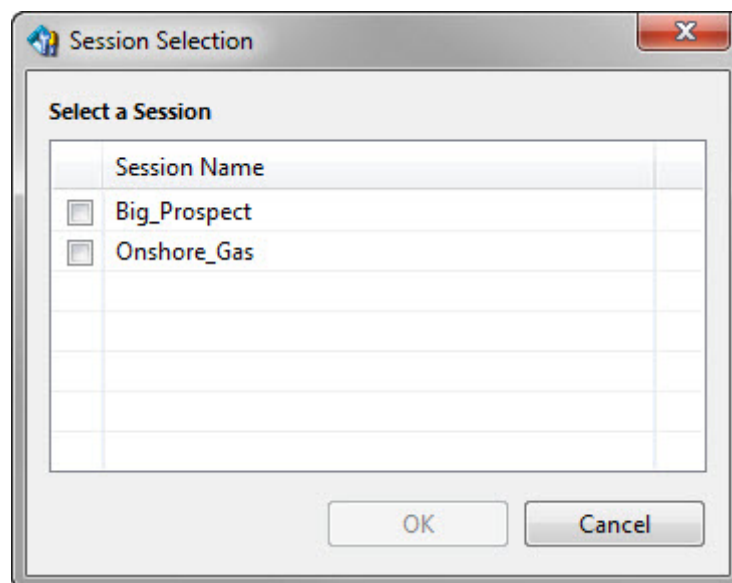 Session Selection
Select a Session
Session Name
Big_Prospect
Onshore_Gas
OK Cancel